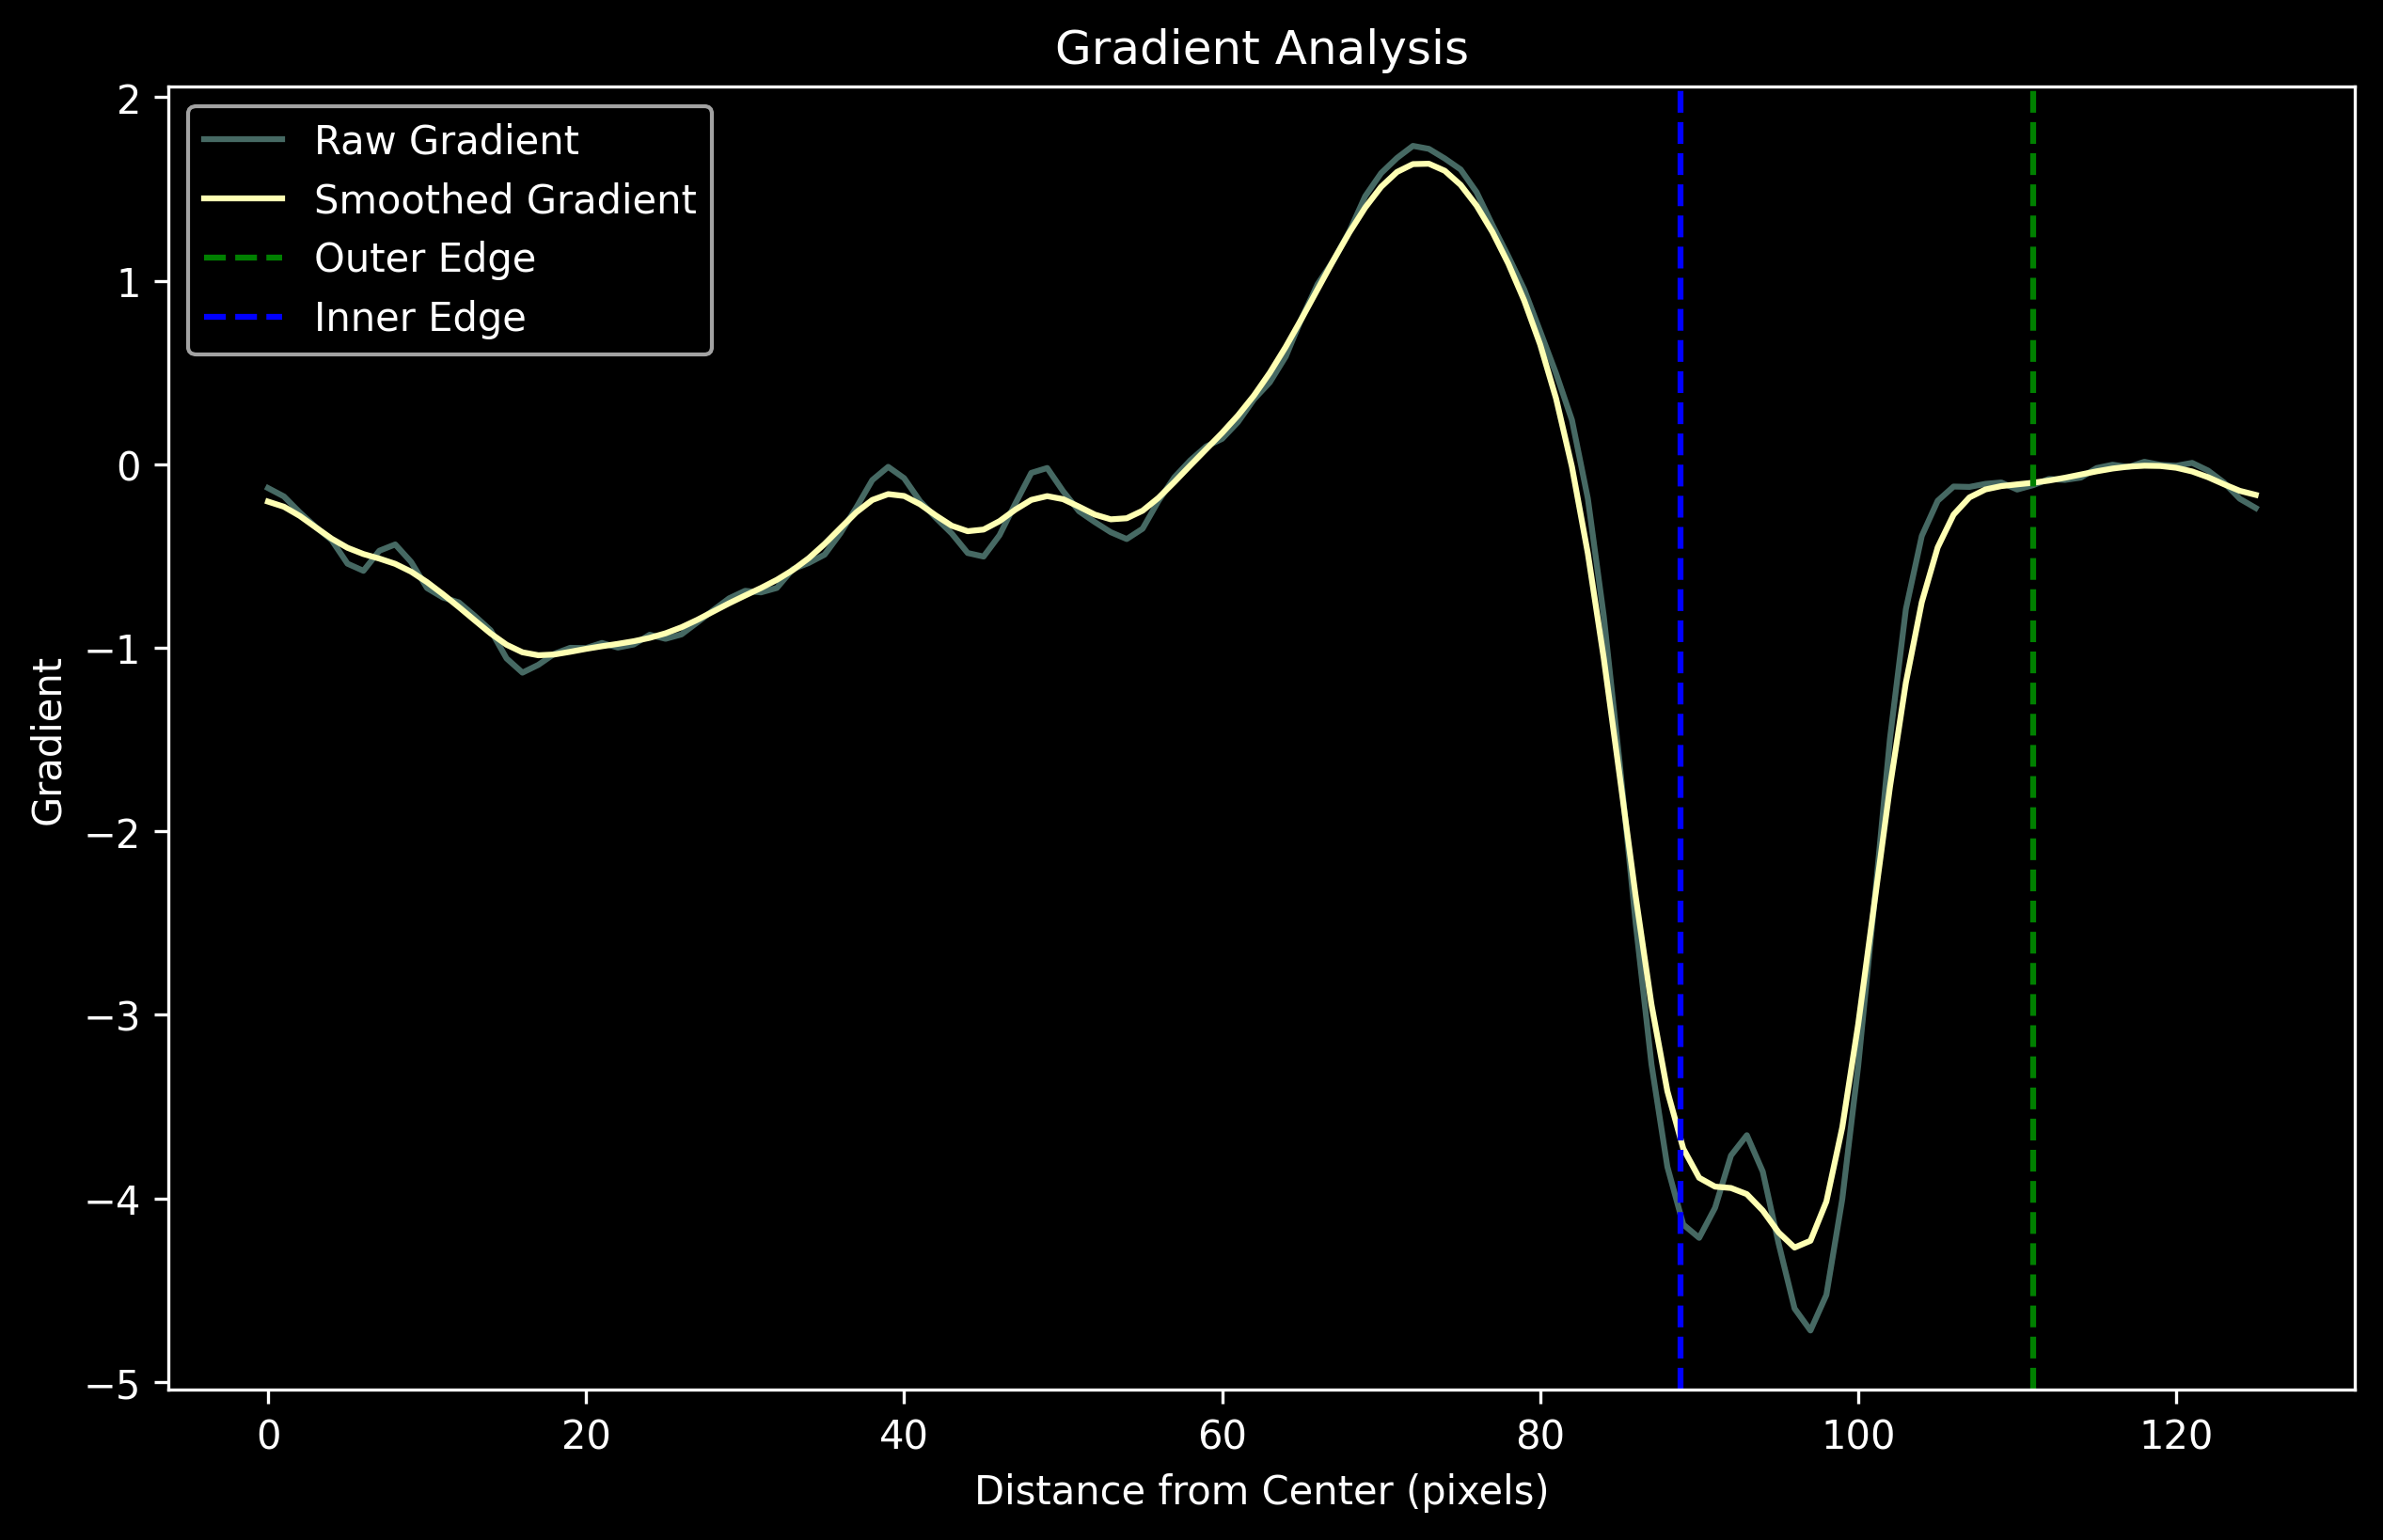 Gradient Analysis
Raw Gradient
Smoothed Gradient
Outer Edge
Inner Edge
2
1
0
−1
−2
−3
−4
−5
Gradient
0 20 40 60 80 100 120
Distance from Center (pixels)